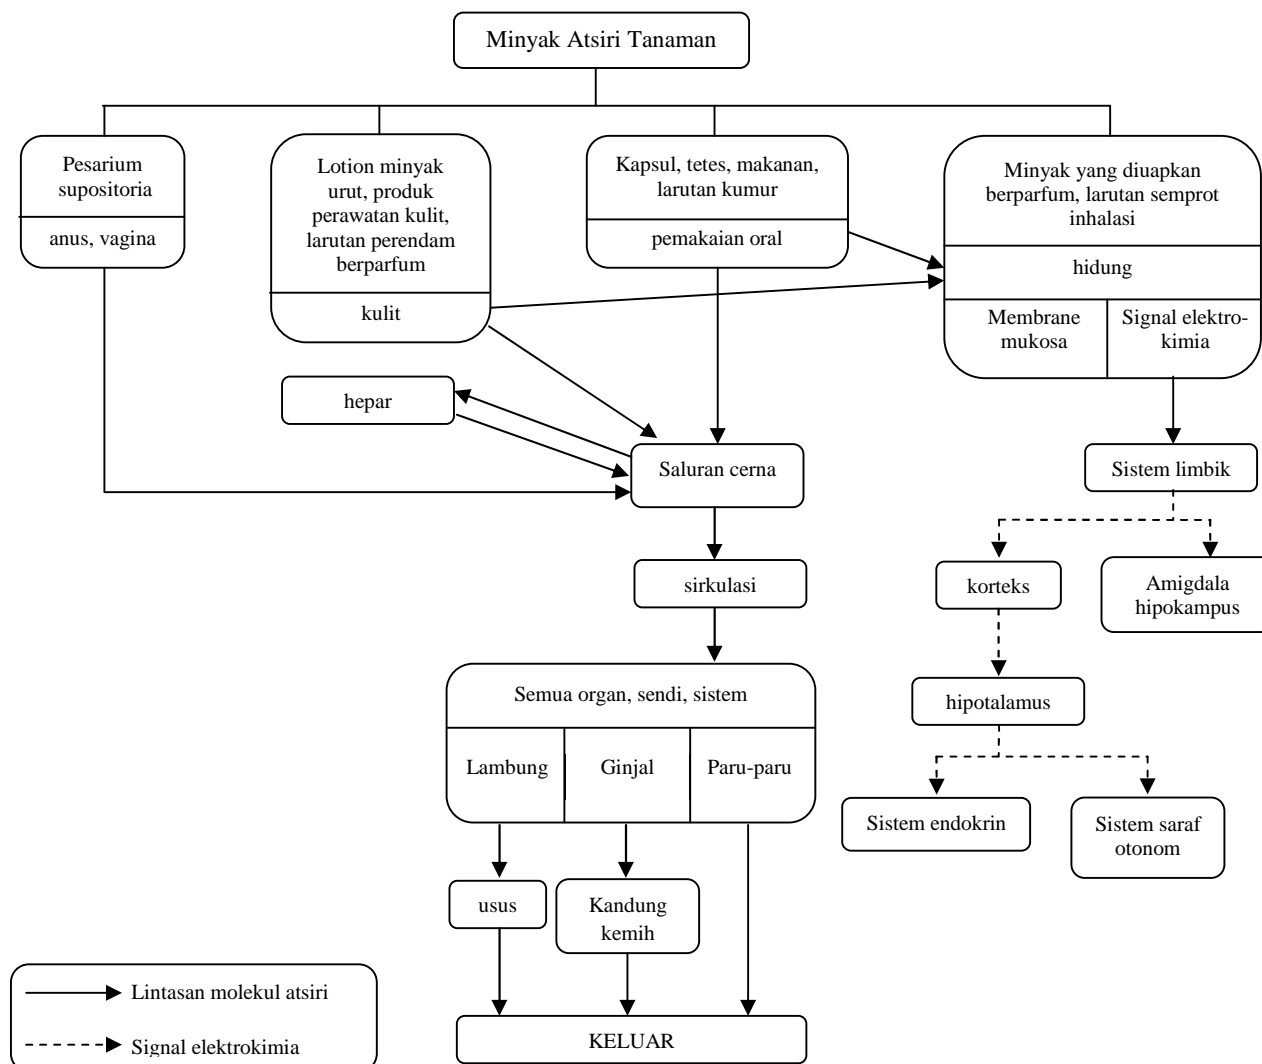 Minyak Atsiri Tanaman
Pesarium
supositoria
anus, vagina
Lotion minyak
urut, produk
perawatan kulit,
larutan perendam
berparfum
kulit
Kapsul, tetes, makanan,
larutan kumur
pemakaian oral
Minyak yang diuapkan
berparfum, larutan semprot
inhalasi
hidung
Membrane
mukosa
Signal elektro-
kimia
hepar
Saluran cerna
Sistem limbik
sirkulasi
korteks
Amigdala
hipokampus
Semua organ, sendi, sistem
Lambung
Ginjal
Paru-paru
hipotalamus
Sistem endokrin
Sistem saraf
otonom
usus
Kandung
kemih
KELUAR
Lintasan molekul atsiri
Signal elektrokimia